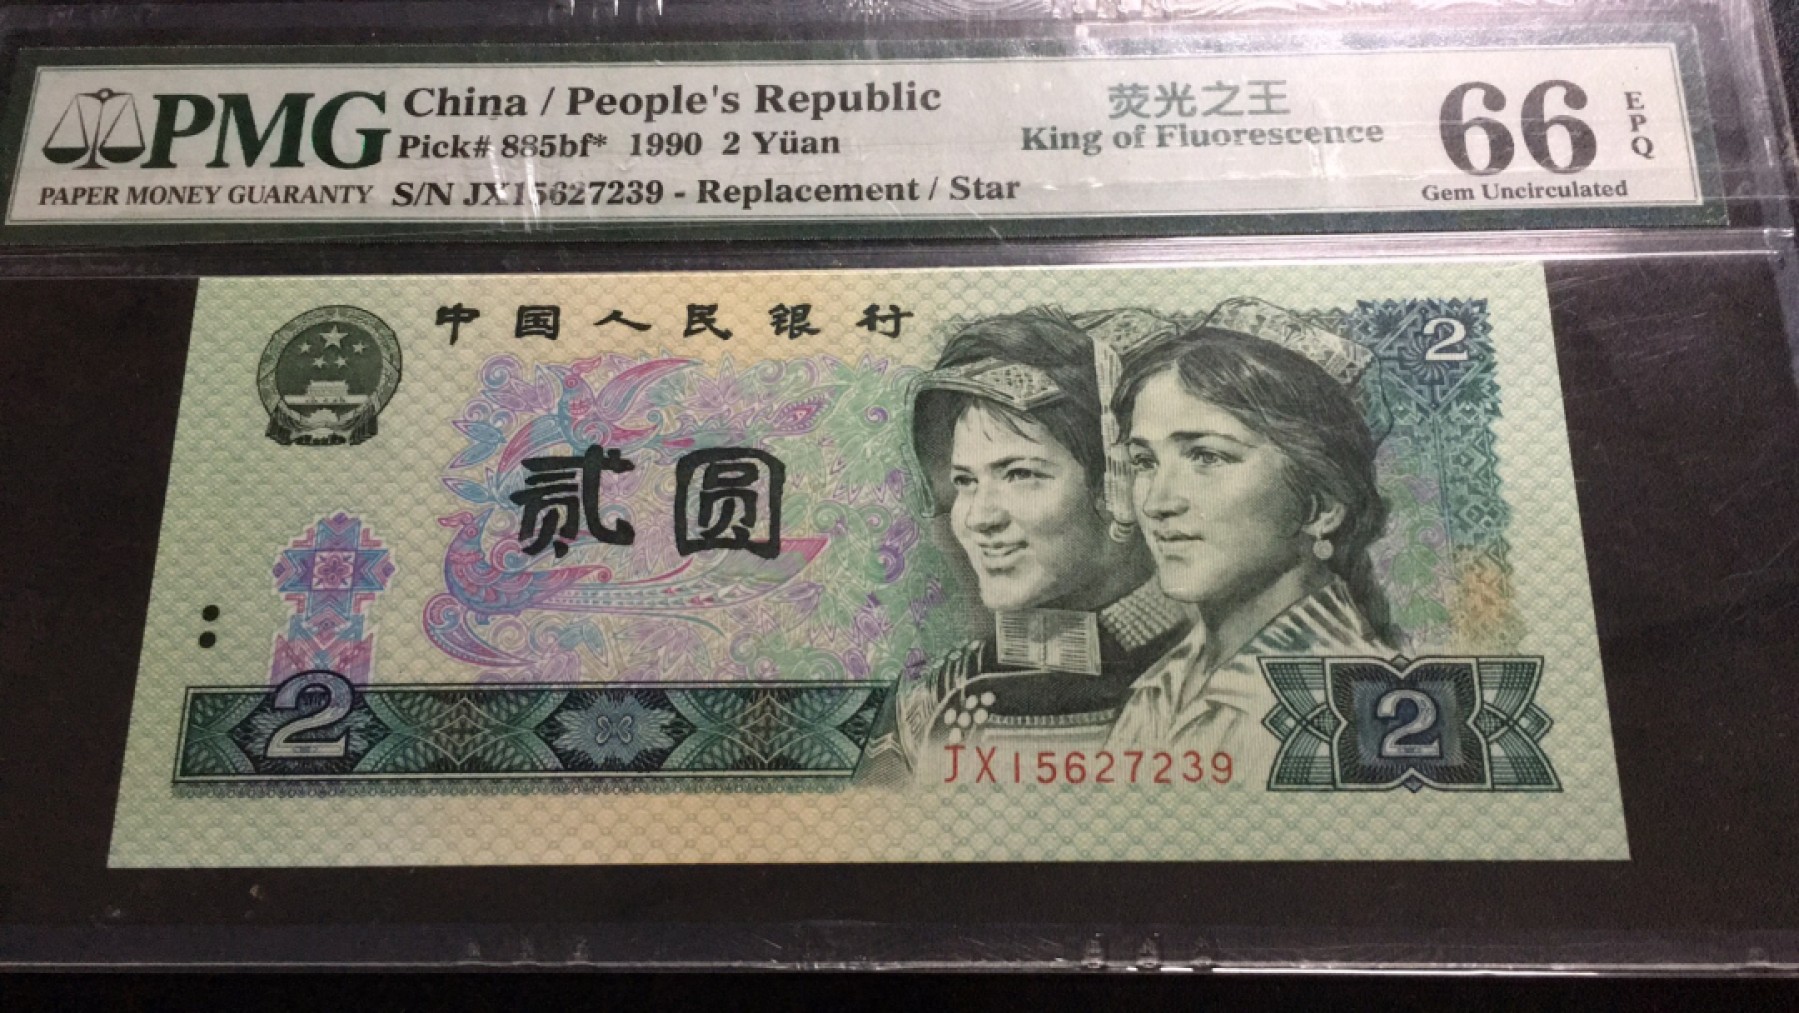 PMG
PAPER MONEY GUARANTY
China / People's Republic
Pick# 885bf* 1990 2 Yüan
S/N JX15627239 - Replacement / Star
荧光之王
King of Fluorescence
66
EPQ
Gem Uncirculated
中国人民银行
2
贰圆
2
2
JX15627239